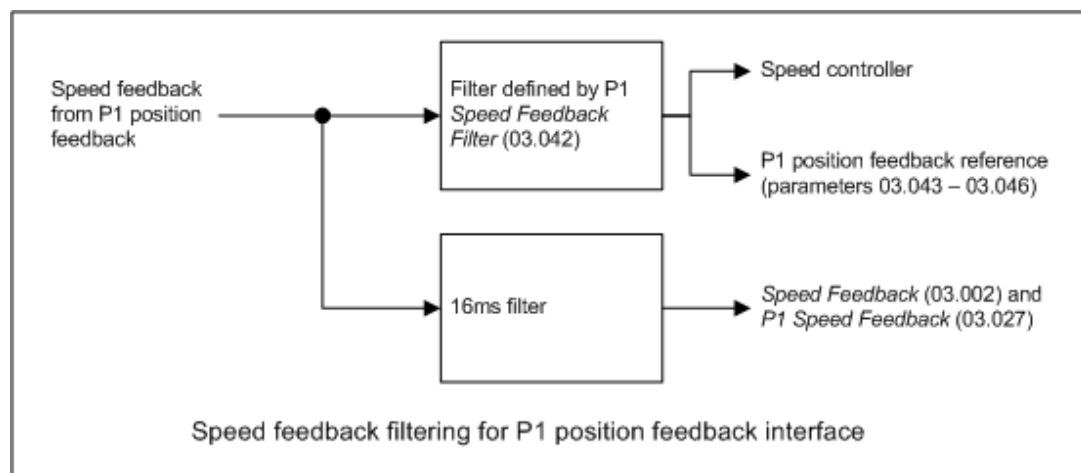 Speed feedback
from P1 position
feedback
Filter defined by P1
Speed Feedback
Filter (03.042)
Speed controller
P1 position feedback reference
(parameters 03.043 – 03.046)
16ms filter
Speed Feedback (03.002) and
P1 Speed Feedback (03.027)
Speed feedback filtering for P1 position feedback interface